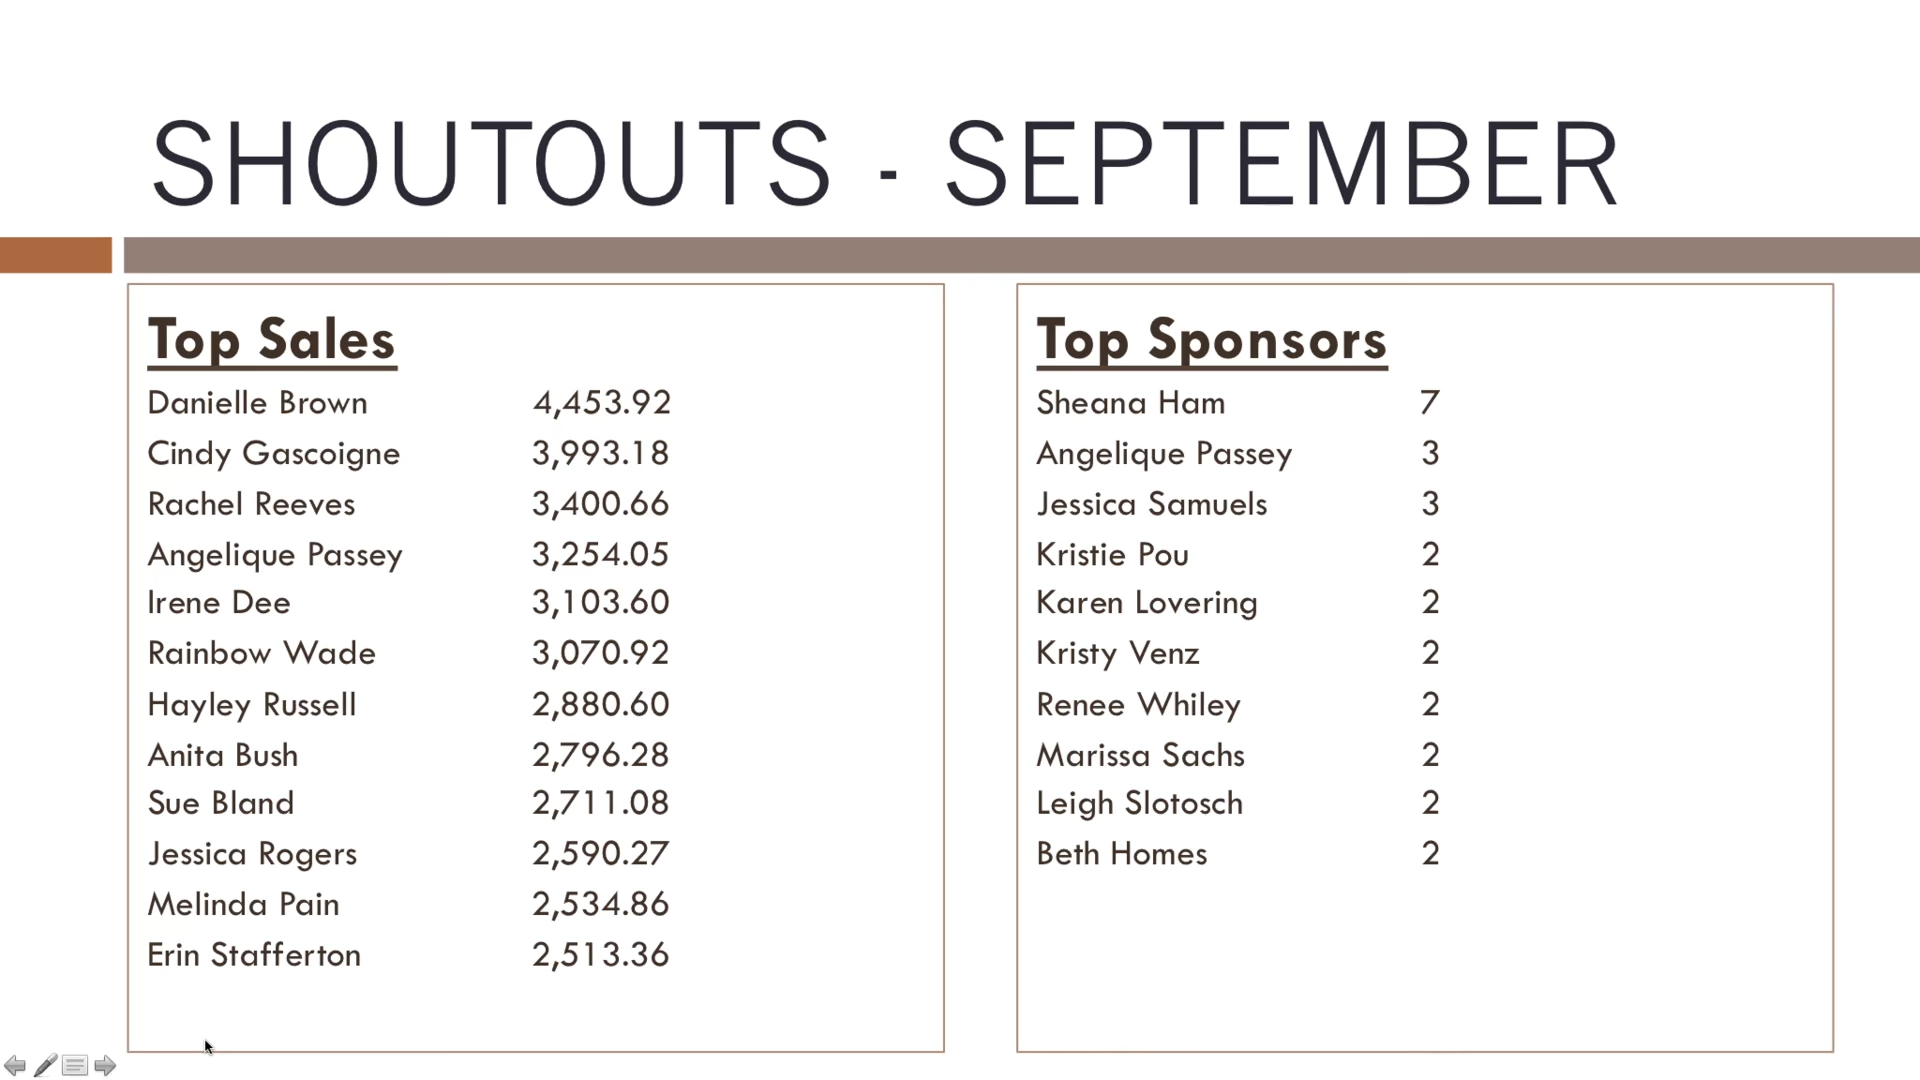 SHOUTOUTS - SEPTEMBER
Top Sales
Danielle Brown 4,453.92
Cindy Gascoigne 3,993.18
Rachel Reeves 3,400.66
Angelique Passey 3,254.05
Irene Dee 3,103.60
Rainbow Wade 3,070.92
Hayley Russell 2,880.60
Anita Bush 2,796.28
Sue Bland 2,711.08
Jessica Rogers 2,590.27
Melinda Pain 2,534.86
Erin Stafferton 2,513.36
Top Sponsors
Sheana Ham 7
Angelique Passey 3
Jessica Samuels 3
Kristie Pou 2
Karen Lovering 2
Kristy Venz 2
Renee Whiley 2
Marissa Sachs 2
Leigh Slotosch 2
Beth Homes 2